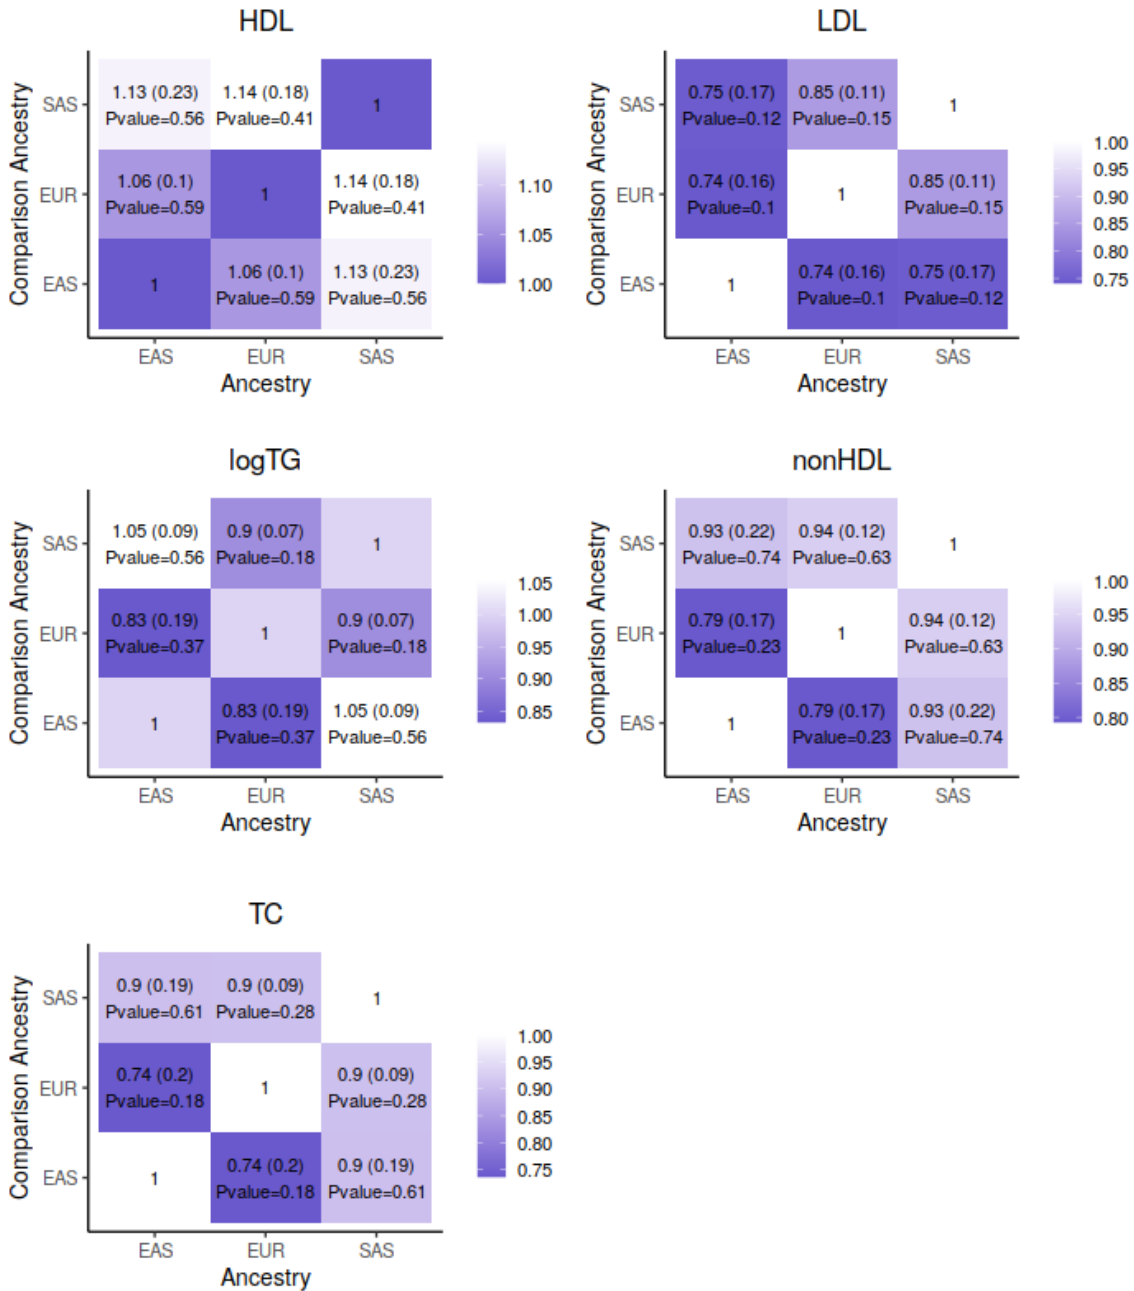 HDL
SAS
1.13 (0.23)
Pvalue=0.56
1.14 (0.18)
Pvalue=0.41
1
EUR
1.06 (0.1)
Pvalue=0.59
1
1.14 (0.18)
Pvalue=0.41
EAS
1
1.06 (0.1)
Pvalue=0.59
1.13 (0.23)
Pvalue=0.56
EAS
EUR
SAS
Ancestry
Comparison Ancestry
1.10
1.05
1.00
LDL
SAS
0.75 (0.17)
Pvalue=0.12
0.85 (0.11)
Pvalue=0.15
1
EUR
0.74 (0.16)
Pvalue=0.1
1
0.85 (0.11)
Pvalue=0.15
EAS
1
0.74 (0.16)
Pvalue=0.1
0.75 (0.17)
Pvalue=0.12
EAS
EUR
SAS
Ancestry
Comparison Ancestry
1.00
0.95
0.90
0.85
0.80
0.75
logTG
SAS
1.05 (0.09)
Pvalue=0.56
0.9 (0.07)
Pvalue=0.18
1
EUR
0.83 (0.19)
Pvalue=0.37
1
0.9 (0.07)
Pvalue=0.18
EAS
1
0.83 (0.19)
Pvalue=0.37
1.05 (0.09)
Pvalue=0.56
EAS
EUR
SAS
Ancestry
Comparison Ancestry
1.05
1.00
0.95
0.90
0.85
nonHDL
SAS
0.93 (0.22)
Pvalue=0.74
0.94 (0.12)
Pvalue=0.63
1
EUR
0.79 (0.17)
Pvalue=0.23
1
0.94 (0.12)
Pvalue=0.63
EAS
1
0.79 (0.17)
Pvalue=0.23
0.93 (0.22)
Pvalue=0.74
EAS
EUR
SAS
Ancestry
Comparison Ancestry
1.00
0.95
0.90
0.85
0.80
TC
SAS
0.9 (0.19)
Pvalue=0.61
0.9 (0.09)
Pvalue=0.28
1
EUR
0.74 (0.2)
Pvalue=0.18
1
0.9 (0.09)
Pvalue=0.28
EAS
1
0.74 (0.2)
Pvalue=0.18
0.9 (0.19)
Pvalue=0.61
EAS
EUR
SAS
Ancestry
Comparison Ancestry
1.00
0.95
0.90
0.85
0.80
0.75